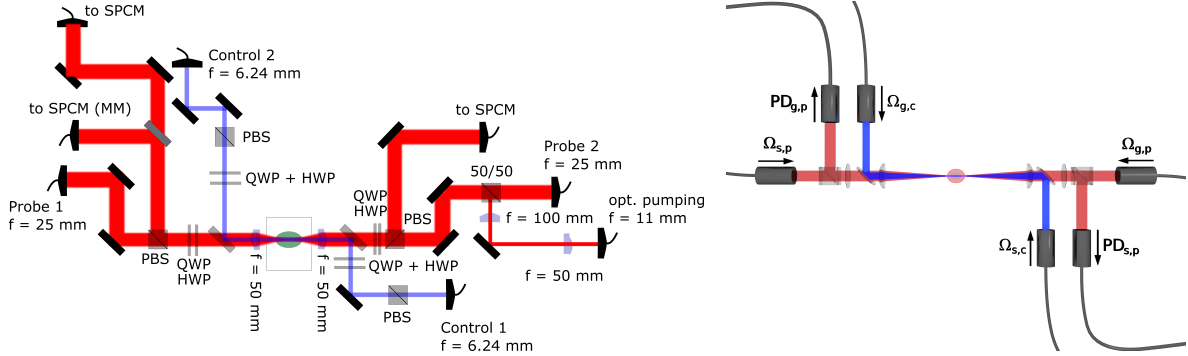 to SPCM
Control 2
f = 6.24 mm
to SPCM (MM)
PBS
QWP + HWP
Probe 1
f = 25 mm
PBS
QWP
HWP
f = 50 mm
f = 50 mm
to SPCM
Probe 2
f = 25 mm
50/50
QWP
HWP
PBS
f = 100 mm
opt. pumping
f = 11 mm
f = 50 mm
QWP + HWP
PBS
Control 1
f = 6.24 mm
PDg,p
Ωg,c
Ωs,p
Ωg,p
Ωs,c
PDs,p